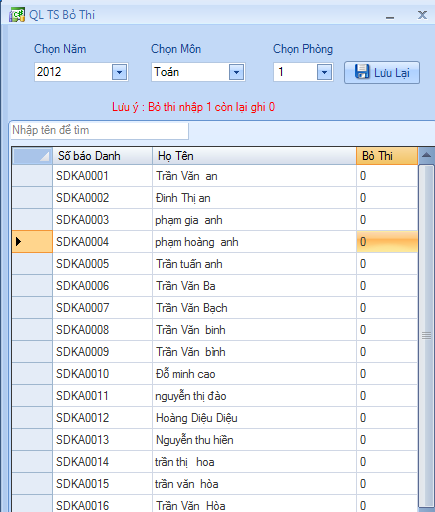 QL TS Bỏ Thi
Chọn Năm Chọn Môn Chọn Phòng
2012 Toán 1 Lưu Lại
Lưu ý : Bỏ thi nhập 1 còn lại ghi 0
Nhập tên để tìm
Số báo Danh Họ Tên Bỏ Thi
SDKA0001 Trần Văn an 0
SDKA0002 Đinh Thị an 0
SDKA0003 phạm gia anh 0
SDKA0004 phạm hoàng anh 0
SDKA0005 Trần tuấn anh 0
SDKA0006 Trần Văn Ba 0
SDKA0007 Trần Văn Bạch 0
SDKA0008 Trần Văn binh 0
SDKA0009 Trần Văn bình 0
SDKA0010 Đỗ minh cao 0
SDKA0011 nguyễn thị đào 0
SDKA0012 Hoàng Diệu Diệu 0
SDKA0013 Nguyễn thu hiền 0
SDKA0014 trần thị hoa 0
SDKA0015 trần văn hòa 0
SDKA0016 Trần Văn Hòa 0